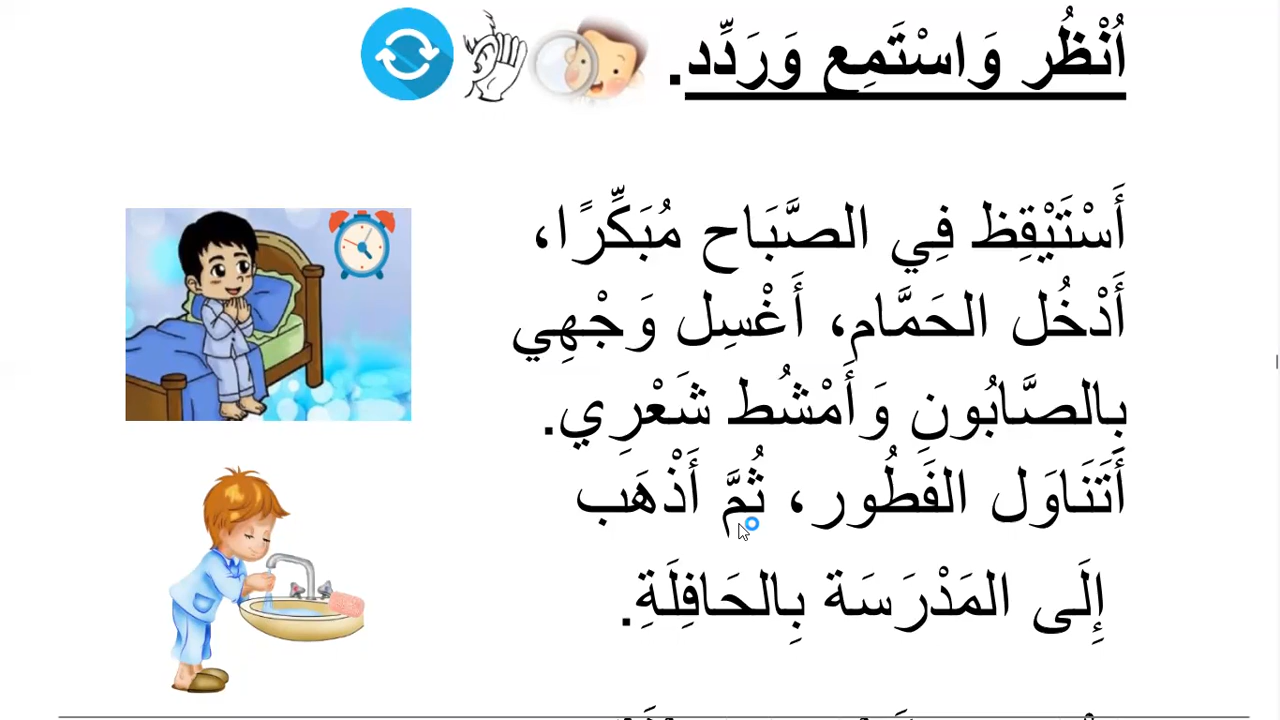 اُنْظُر وَاسْتَمِع وَرَدِّد.
أَسْتَيْقِظ فِي الصَّبَاح مُبَكِّرًا،
أَدْخُل الحَمَّام، أَغْسِل وَجْهِي
بِالصَّابُونِ وَأَمْشُط شَعْرِي.
أَتَنَاوَل الفَطُور، ثُمَّ أَذْهَب
إِلَى المَدْرَسَة بِالحَافِلَةِ.